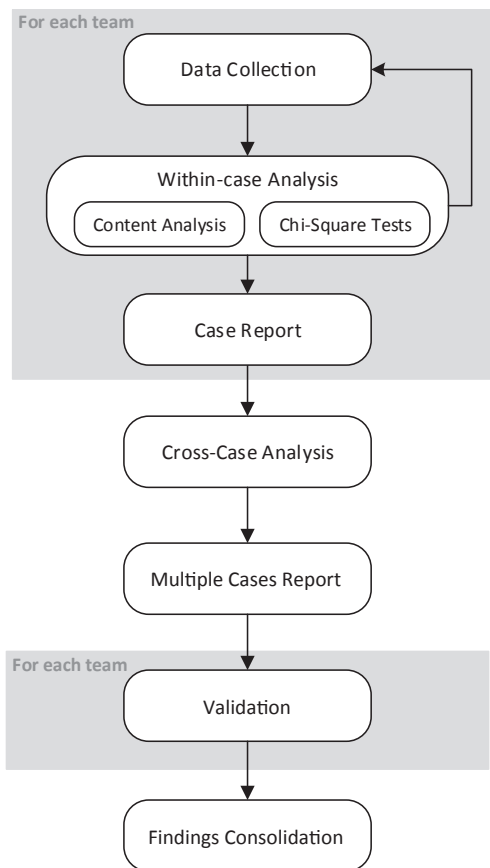 For each team
Data Collection
Within-case Analysis
Content Analysis
Chi-Square Tests
Case Report
Cross-Case Analysis
Multiple Cases Report
For each team
Validation
Findings Consolidation